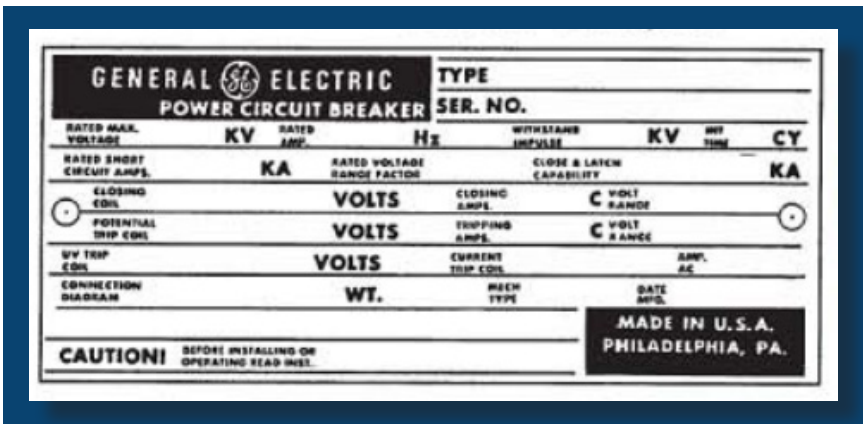 GENERAL GE ELECTRIC
POWER CIRCUIT BREAKER
TYPE
SER. NO.
RATED MAX. VOLTAGE KV RATED AMP. Hz WITHSTAND IMPULSE KV INT TIME CY
RATED SHORT CIRCUIT AMPS. KA RATED VOLTAGE RANGE FACTOR CLOSE & LATCH CAPABILITY KA
CLOSING COIL VOLTS CLOSING AMPS. C VOLT RANGE
POTENTIAL TRIP COIL VOLTS TRIPPING AMPS. C VOLT RANGE
UV TRIP COIL VOLTS CURRENT TRIP COIL AMP. AC
CONNECTION DIAGRAM WT. MECH TYPE DATE MFG.
MADE IN U.S.A.
PHILADELPHIA, PA.
CAUTION! BEFORE INSTALLING OR OPERATING READ INST.